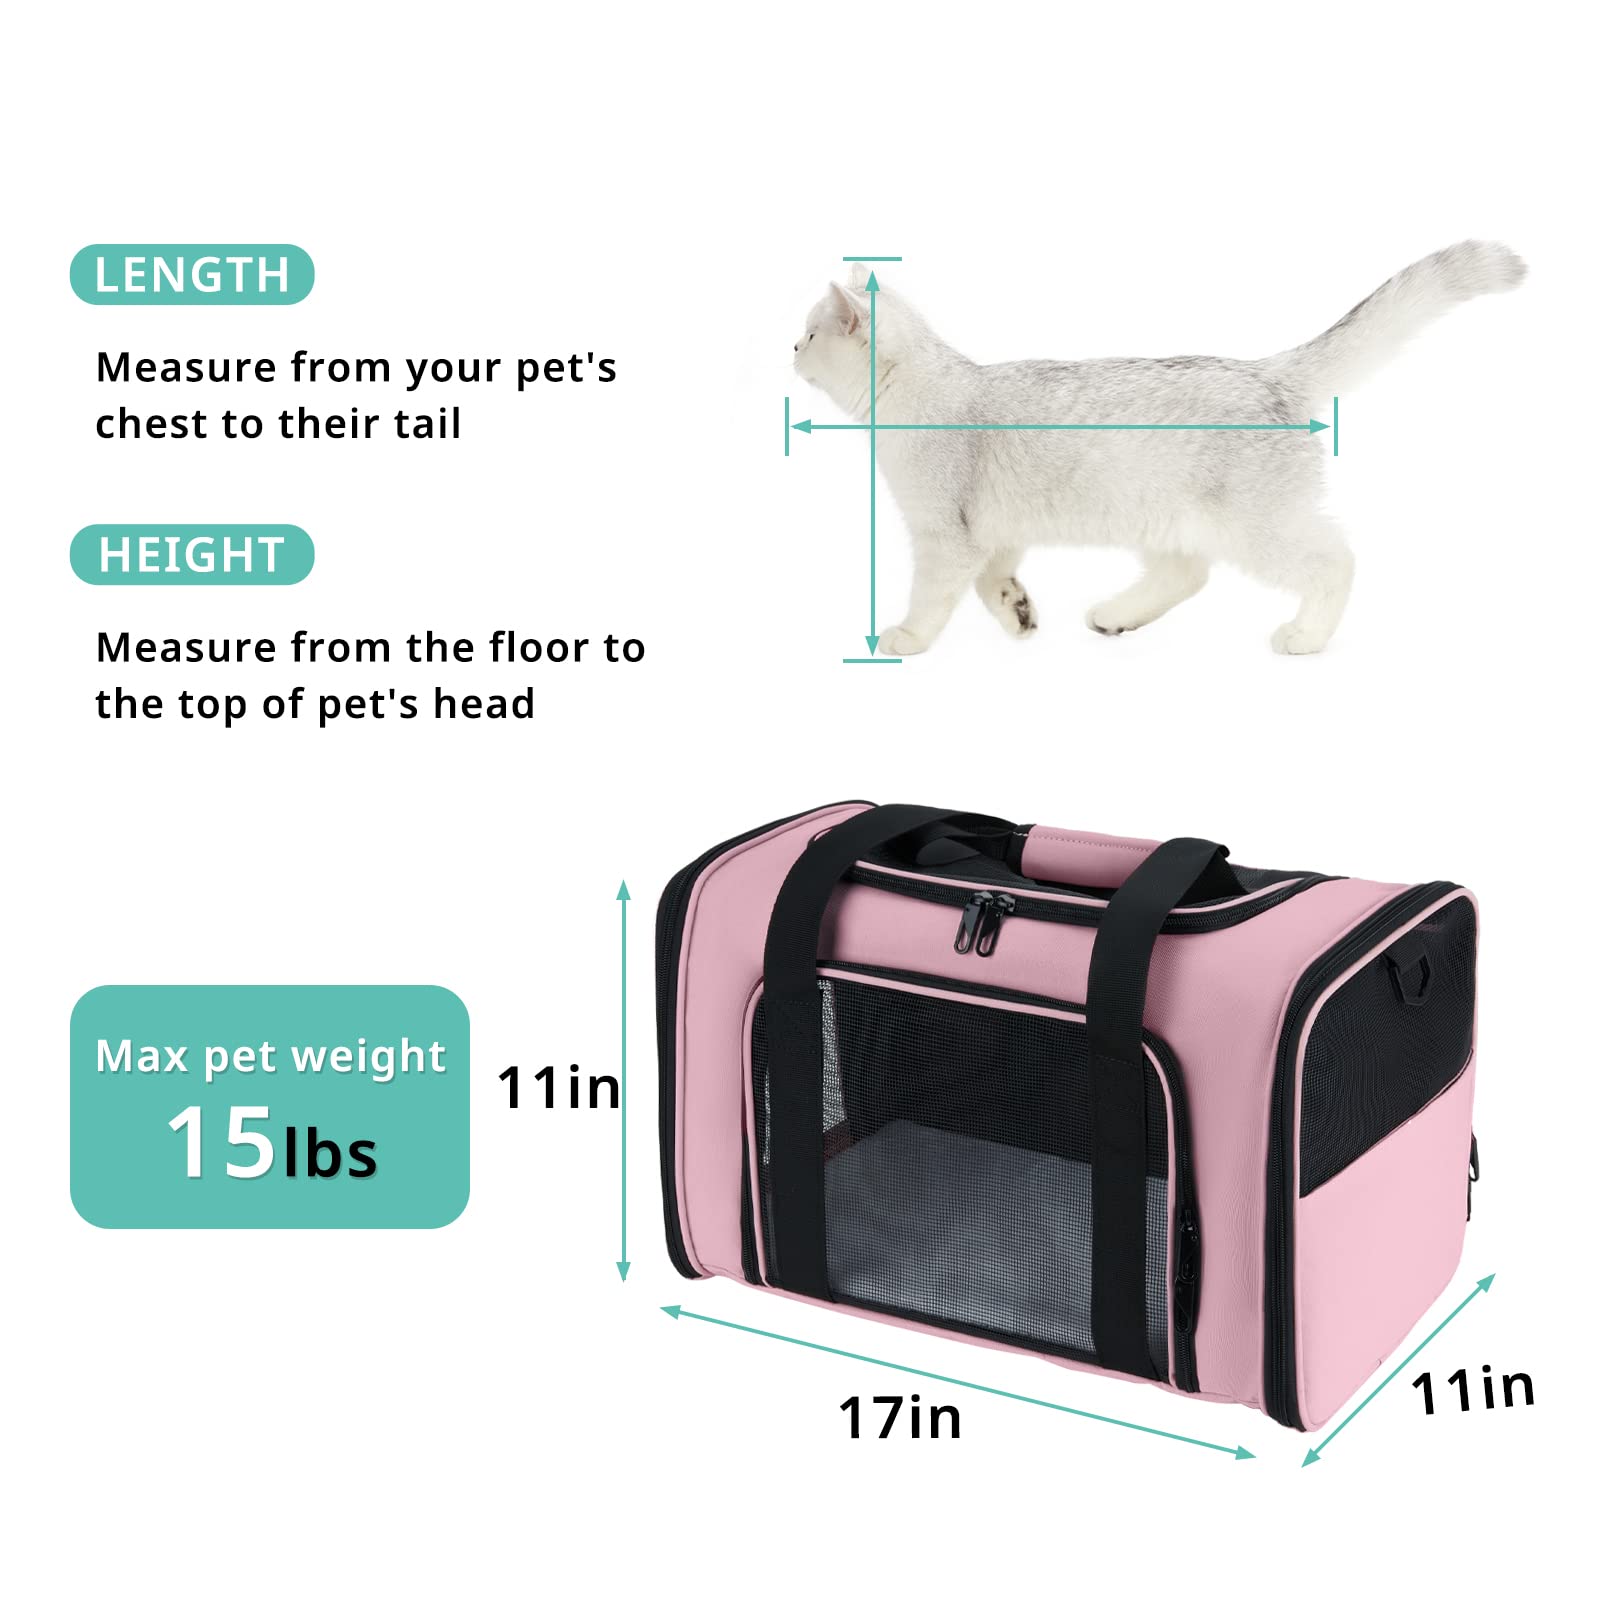 LENGTH
Measure from your pet's
chest to their tail
HEIGHT
Measure from the floor to
the top of pet's head
Max pet weight
15lbs
11in
17in
11in